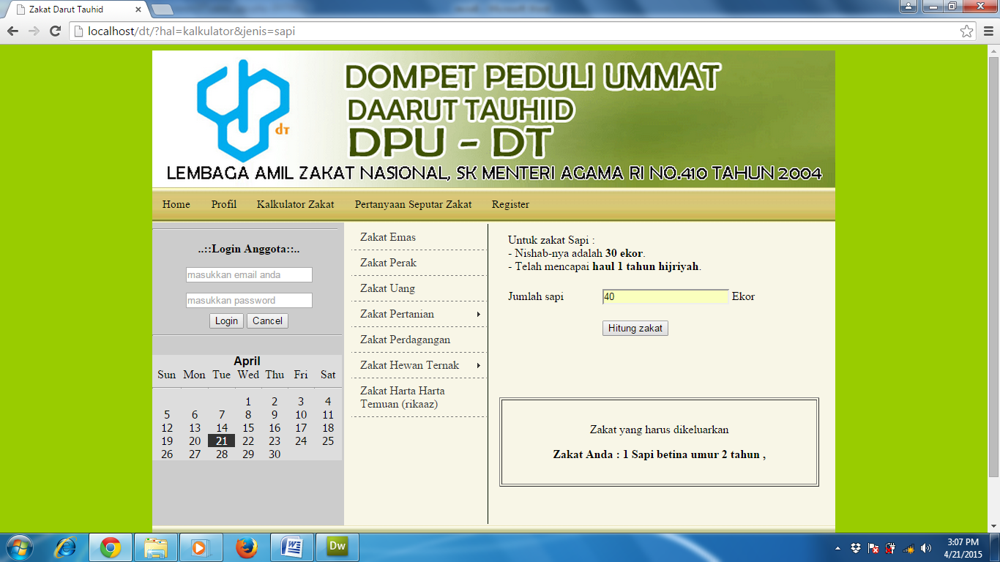 Zakat Darut Tauhid
localhost/dt/?hal=kalkulator&jenis=sapi
DOMPET PEDULI UMMAT
DAARUT TAUHIID
DPU - DT
dt
LEMBAGA AMIL ZAKAT NASIONAL, SK MENTERI AGAMA RI NO.410 TAHUN 2004
Home Profil Kalkulator Zakat Pertanyaan Seputar Zakat Register
..::Login Anggota::..
masukkan email anda
masukkan password
Login Cancel
April
Sun Mon Tue Wed Thu Fri Sat
1 2 3 4
5 6 7 8 9 10 11
12 13 14 15 16 17 18
19 20 21 22 23 24 25
26 27 28 29 30
Zakat Emas
Zakat Perak
Zakat Uang
Zakat Pertanian
Zakat Perdagangan
Zakat Hewan Ternak
Zakat Harta Harta
Temuan (rikaaz)
Untuk zakat Sapi :
- Nishab-nya adalah 30 ekor.
- Telah mencapai haul 1 tahun hijriyah.
Jumlah sapi 40 Ekor
Hitung zakat
Zakat yang harus dikeluarkan
Zakat Anda : 1 Sapi betina umur 2 tahun ,
Dw
3:07 PM
4/21/2015